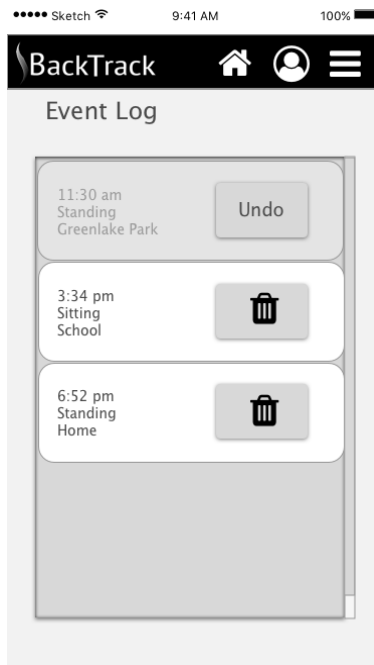 Sketch 9:41 AM 100%
BackTrack
Event Log
11:30 am
Standing
Greenlake Park
Undo
3:34 pm
Sitting
School
6:52 pm
Standing
Home